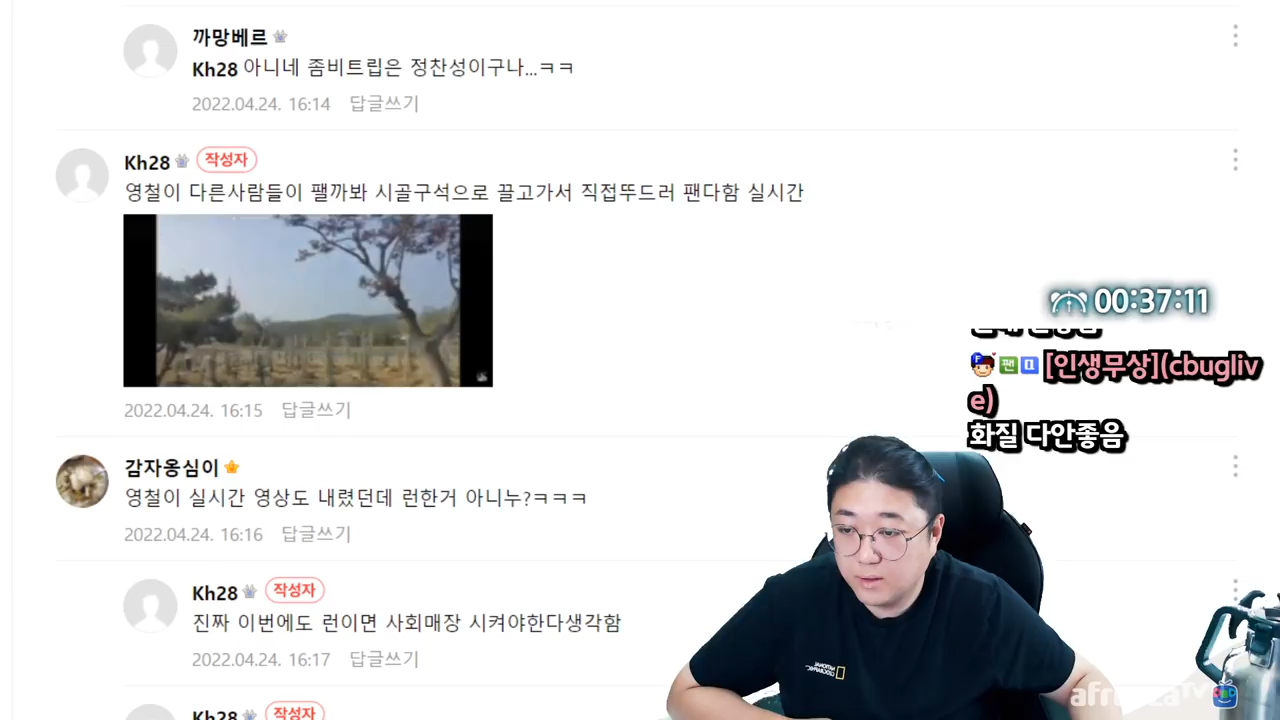 까망베르
Kh28 아니네 좀비트립은 정찬성이구나...ㅋㅋ
2022.04.24. 16:14 답글쓰기
Kh28 작성자
영철이 다른사람들이 팰까봐 시골구석으로 끌고가서 직접뚜드러 팬다함 실시간
00:37:11
F 팬 [인생무상](cbugliv
e)
화질 다안좋음
2022.04.24. 16:15 답글쓰기
감자옹심이
영철이 실시간 영상도 내렸던데 런한거 아니누?ㅋㅋㅋ
2022.04.24. 16:16 답글쓰기
Kh28 작성자
진짜 이번에도 런이면 사회매장 시켜야한다생각함
2022.04.24. 16:17 답글쓰기
NATIONAL
GEOGRAPHIC
afreecaTV
Kh28 작성자